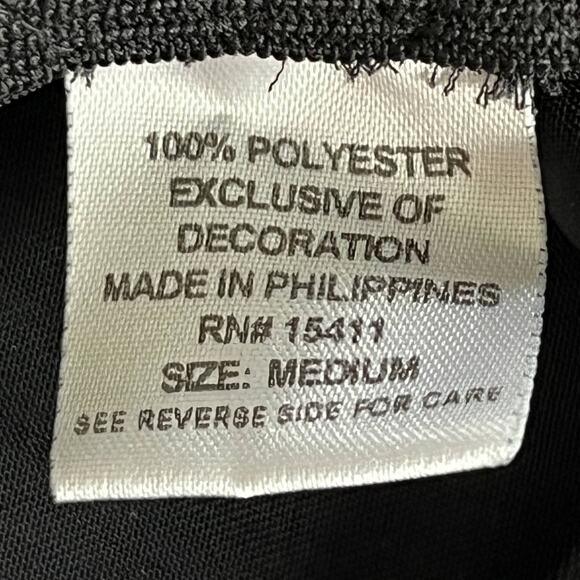 100% POLYESTER
EXCLUSIVE OF
DECORATION
MADE IN PHILIPPINES
RN# 15411
SIZE: MEDIUM
SEE REVERSE SIDE FOR CARE